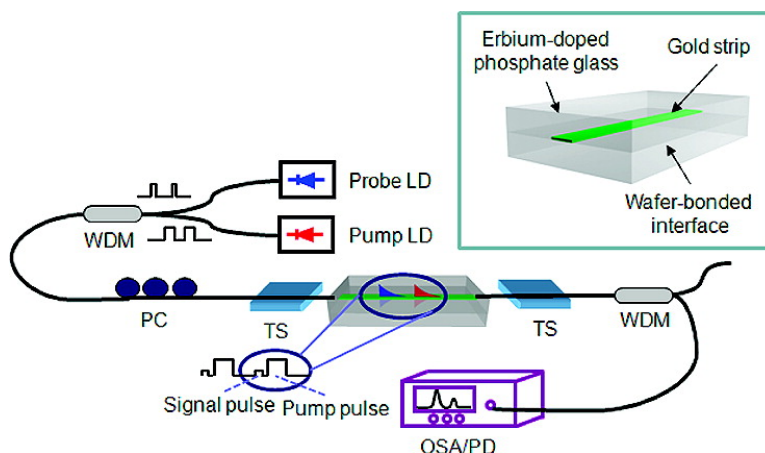 Erbium-doped
phosphate glass
Gold strip
Wafer-bonded
interface
Probe LD
Pump LD
WDM
PC
TS
TS
WDM
Signal pulse
Pump pulse
OSA/PD